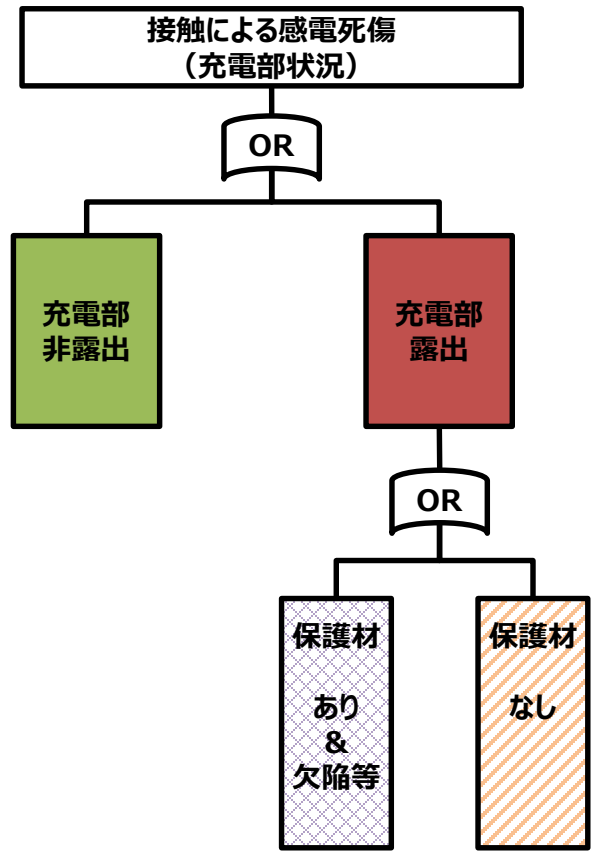 接触による感電死傷
（充電部状況）
OR
充電部
非露出
充電部
露出
OR
保護材
あり
&
欠陥等
保護材
なし